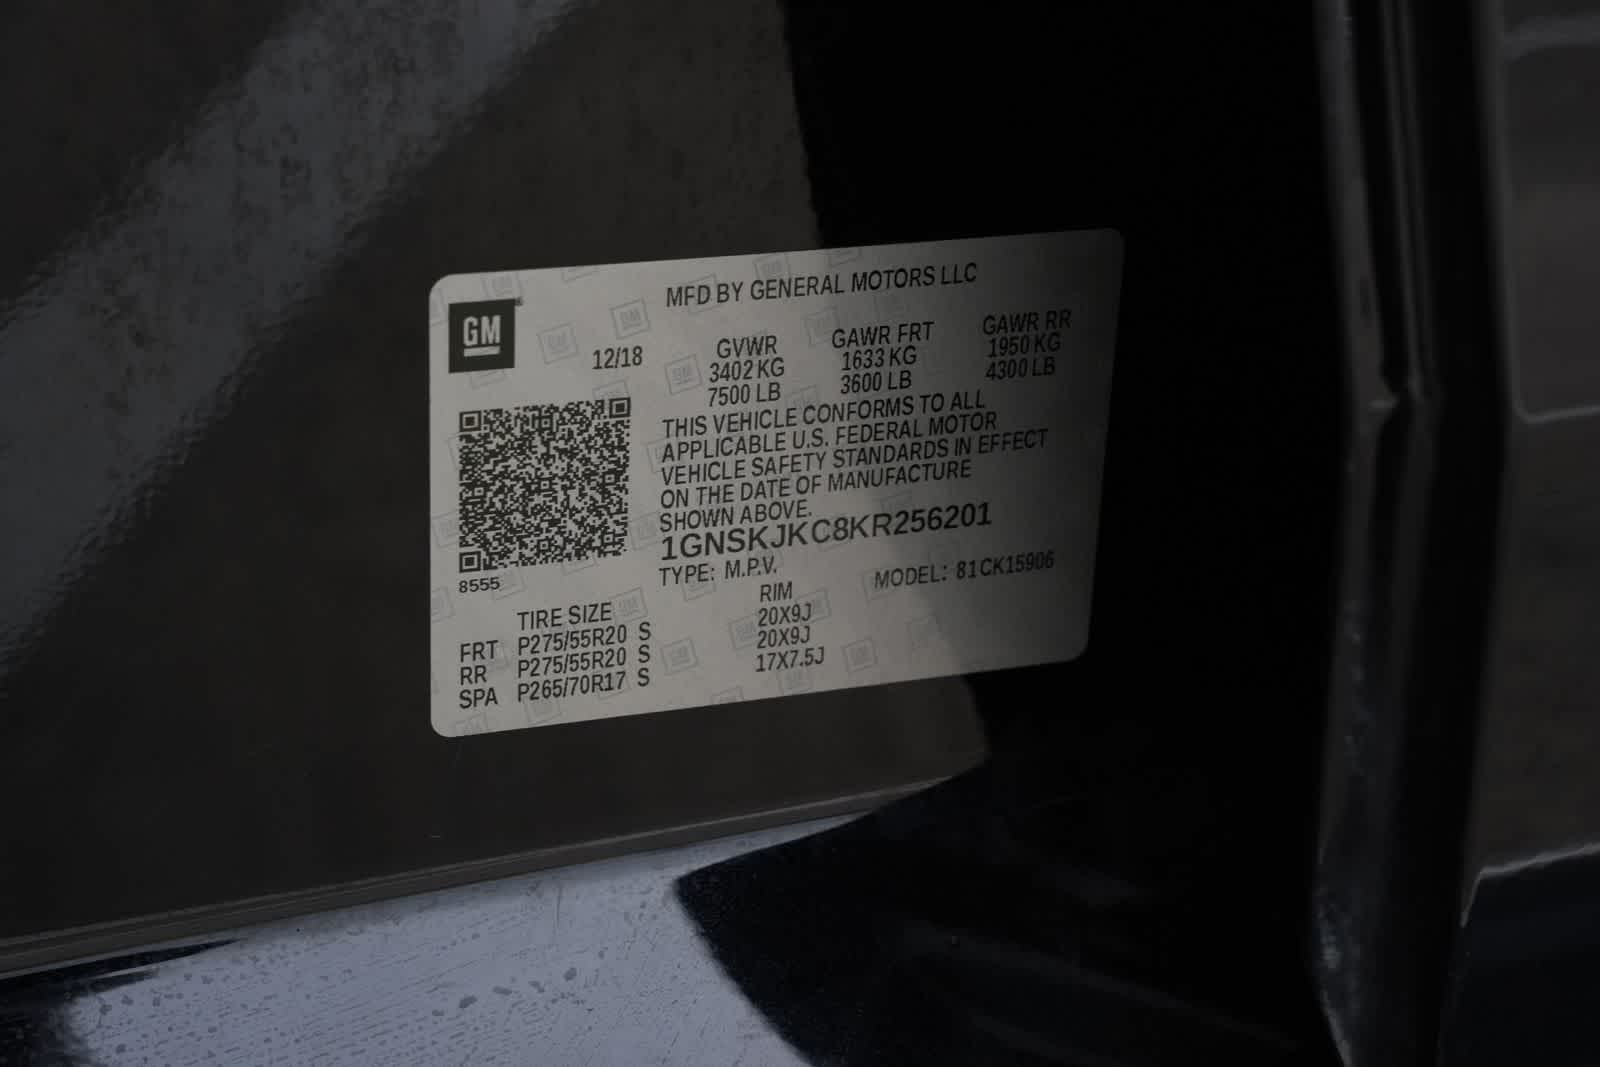 MFD BY GENERAL MOTORS LLC
GM
12/18
GVWR GAWR FRT GAWR RR
3402 KG 1633 KG 1950 KG
7500 LB 3600 LB 4300 LB
THIS VEHICLE CONFORMS TO ALL
APPLICABLE U.S. FEDERAL MOTOR
VEHICLE SAFETY STANDARDS IN EFFECT
ON THE DATE OF MANUFACTURE
SHOWN ABOVE.
1GNSKJKC8KR256201
8555
TYPE: M.P.V. MODEL: 81CK15906
TIRE SIZE RIM
FRT P275/55R20 S 20X9J
RR P275/55R20 S 20X9J
SPA P265/70R17 S 17X7.5J